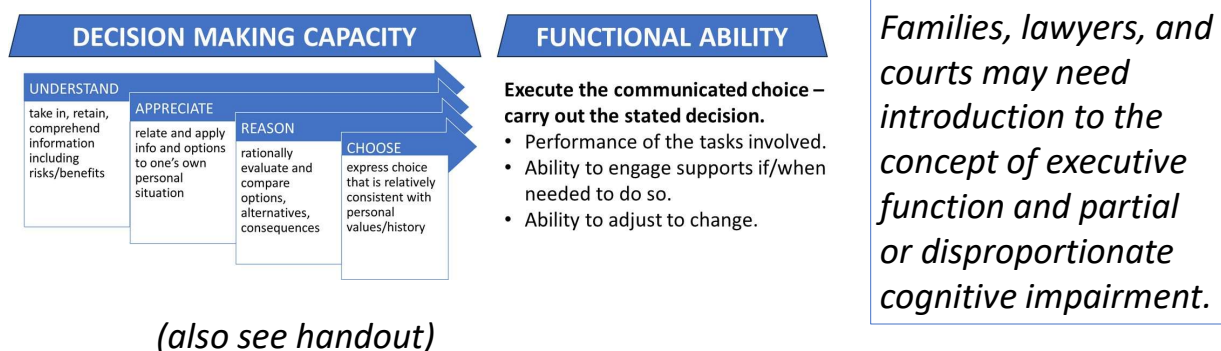 DECISION MAKING CAPACITY
UNDERSTAND
take in, retain,
comprehend
information
including
risks/benefits
APPRECIATE
relate and apply
info and options
to one's own
personal
situation
REASON
rationally
evaluate and
compare
options,
alternatives,
consequences
CHOOSE
express choice
that is relatively
consistent with
personal
values/history
(also see handout)
FUNCTIONAL ABILITY
Execute the communicated choice –
carry out the stated decision.
• Performance of the tasks involved.
• Ability to engage supports if/when
needed to do so.
• Ability to adjust to change.
Families, lawyers, and
courts may need
introduction to the
concept of executive
function and partial
or disproportionate
cognitive impairment.